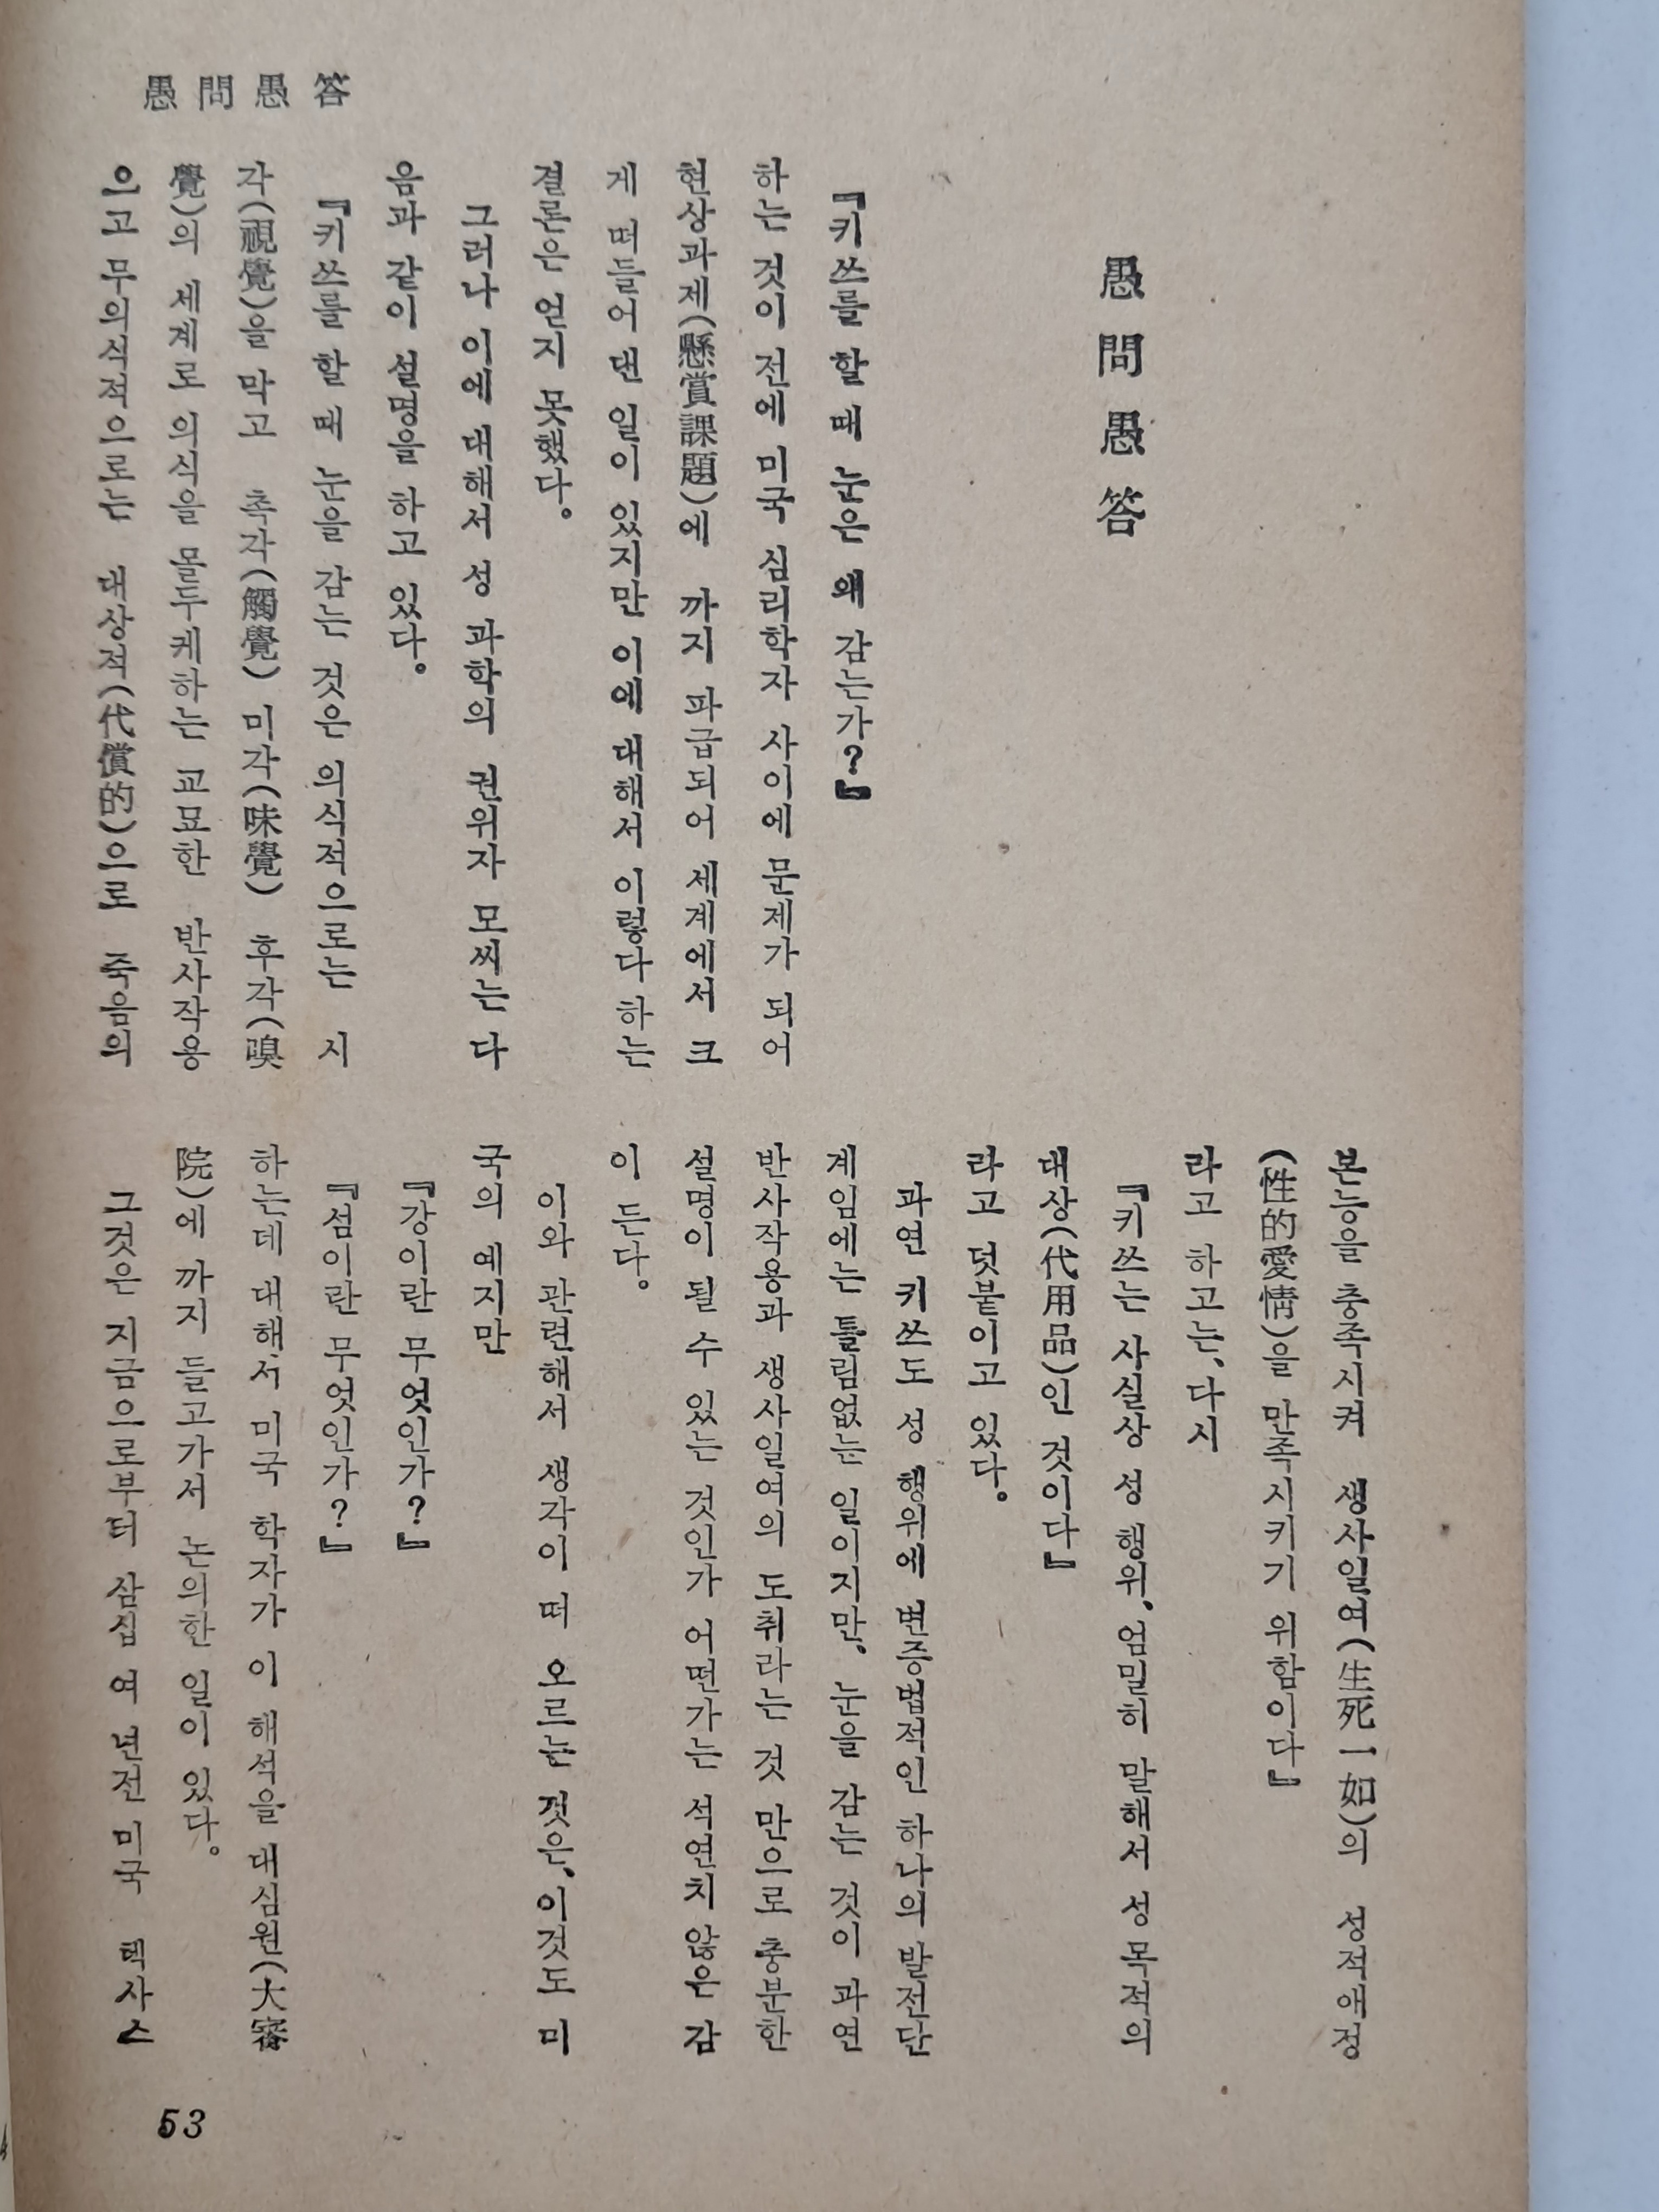 愚問愚答
愚問愚答
『키쓰를 할 때 눈은 왜 감는가?』
하는 것이 전에 미국 심리학자 사이에 문제가 되어
현상과제(懸賞課題)에 까지 파급되어 세계에서 크
게 떠들어 댄 일이 있지만 이에 대해서 이렇다 하는
결론은 얻지 못했다。
그러나 이에 대해서 성 과학의 권위자 모씨는 다
음과 같이 설명을 하고 있다。
『키쓰를 할 때 눈을 감는 것은 의식적으로는 시
각(視覺)을 막고 촉각(觸覺) 미각(味覺) 후각(嗅
覺)의 세계로 의식을 몰두케하는 교묘한 반사작용
으고 무의식적으로는 대상적(代償的)으로 죽음의
본능을 충족시켜 생사일여(生死一如)의 성적애정
(性的愛情)을 만족시키기 위함이다』
라고 하고는、다시
『키쓰는 사실상 성 행위、엄밀히 말해서 성 목적의
대상(代用品)인 것이다』
라고 덧붙이고 있다。
과연 키쓰도 성 행위에 변증법적인 하나의 발전단
계임에는 틀림없는 일이지만、눈을 감는 것이 과연
반사작용과 생사일여의 도취라는 것 만으로 충분한
설명이 될 수 있는 것인가 어떤가는 석연치 않은 감
이 든다。
이와 관련해서 생각이 떠 오르는 것은、이것도 미
국의 예지만
『강이란 무엇인가?』
『섬이란 무엇인가?』
하는데 대해서 미국 학자가 이 해석을 대심원(大審
院)에 까지 들고가서 논의한 일이 있다。
그것은 지금으로부터 삼십 여 년전 미국 텍사스
53